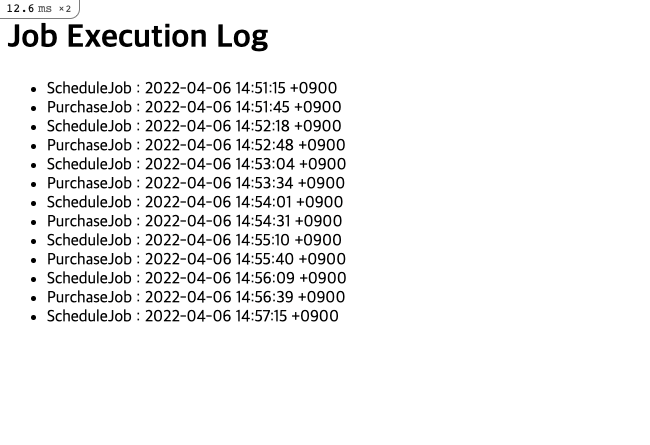 12.6 ms ×2
Job Execution Log
ScheduleJob : 2022-04-06 14:51:15 +0900
PurchaseJob : 2022-04-06 14:51:45 +0900
ScheduleJob : 2022-04-06 14:52:18 +0900
PurchaseJob : 2022-04-06 14:52:48 +0900
ScheduleJob : 2022-04-06 14:53:04 +0900
PurchaseJob : 2022-04-06 14:53:34 +0900
ScheduleJob : 2022-04-06 14:54:01 +0900
PurchaseJob : 2022-04-06 14:54:31 +0900
ScheduleJob : 2022-04-06 14:55:10 +0900
PurchaseJob : 2022-04-06 14:55:40 +0900
ScheduleJob : 2022-04-06 14:56:09 +0900
PurchaseJob : 2022-04-06 14:56:39 +0900
ScheduleJob : 2022-04-06 14:57:15 +0900